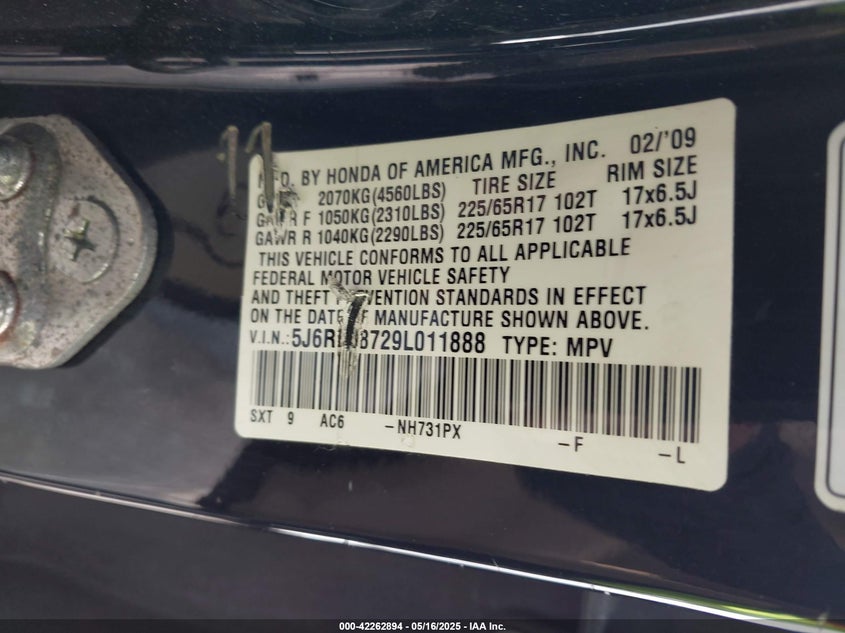 11
BY HONDA OF AMERICA MFG., INC. 02/'09
2070KG(4560LBS) TIRE SIZE RIM SIZE
GAWR F 1050KG(2310LBS) 225/65R17 102T 17x6.5J
GAWR R 1040KG(2290LBS) 225/65R17 102T 17x6.5J
THIS VEHICLE CONFORMS TO ALL APPLICABLE
FEDERAL MOTOR VEHICLE SAFETY
AND THEFT STANDARDS IN EFFECT
ON THE DATE OF MANUFACTURE SHOWN ABOVE.
V.I.N.: TYPE: MPV
SXT 9 AC6 -NH731PX -F -L
000-42262894 - 05/16/2025 - IAA Inc.